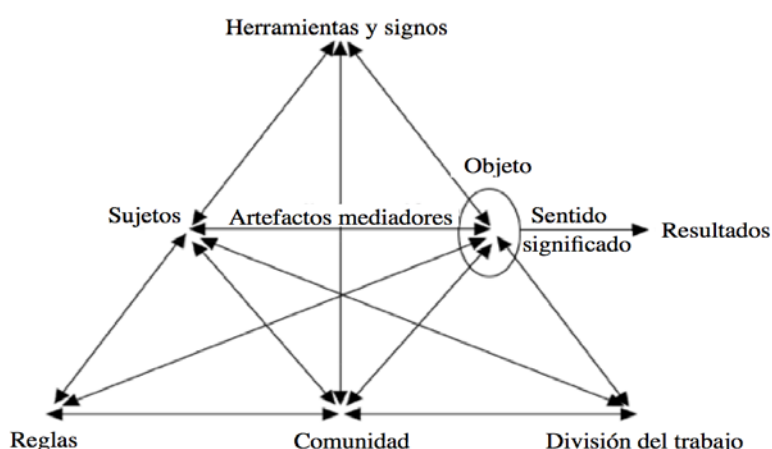 Herramientas y signos
Objeto
Sujetos
Artefactos mediadores
Sentido
significado
Resultados
Reglas
Comunidad
División del trabajo